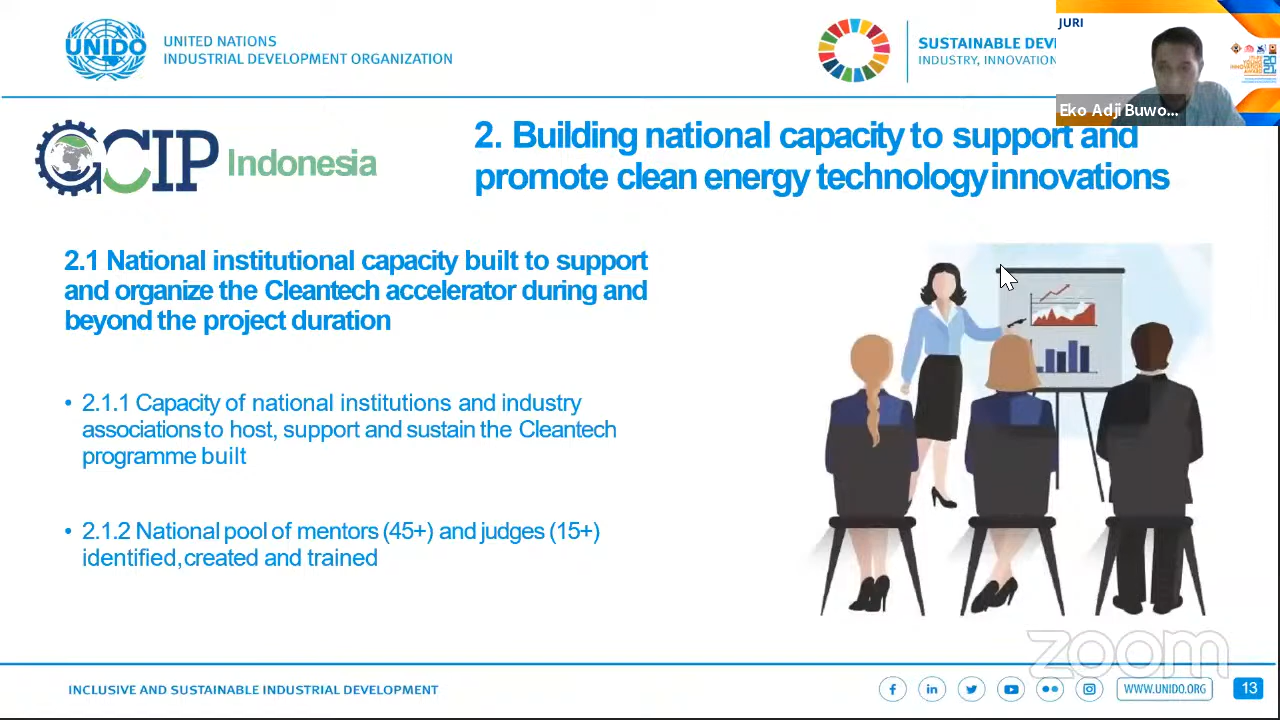 UNIDO
UNITED NATIONS
INDUSTRIAL DEVELOPMENT ORGANIZATION
SUSTAINABLE DEV
INDUSTRY, INNOVATION
JURI
Eko Adji Buwo...
GCIP Indonesia
2. Building national capacity to support and
promote clean energy technology innovations
2.1 National institutional capacity built to support
and organize the Cleantech accelerator during and
beyond the project duration
• 2.1.1 Capacity of national institutions and industry
associations to host, support and sustain the Cleantech
programme built
• 2.1.2 National pool of mentors (45+) and judges (15+)
identified, created and trained
zoom
INCLUSIVE AND SUSTAINABLE INDUSTRIAL DEVELOPMENT
WWW.UNIDO.ORG
13